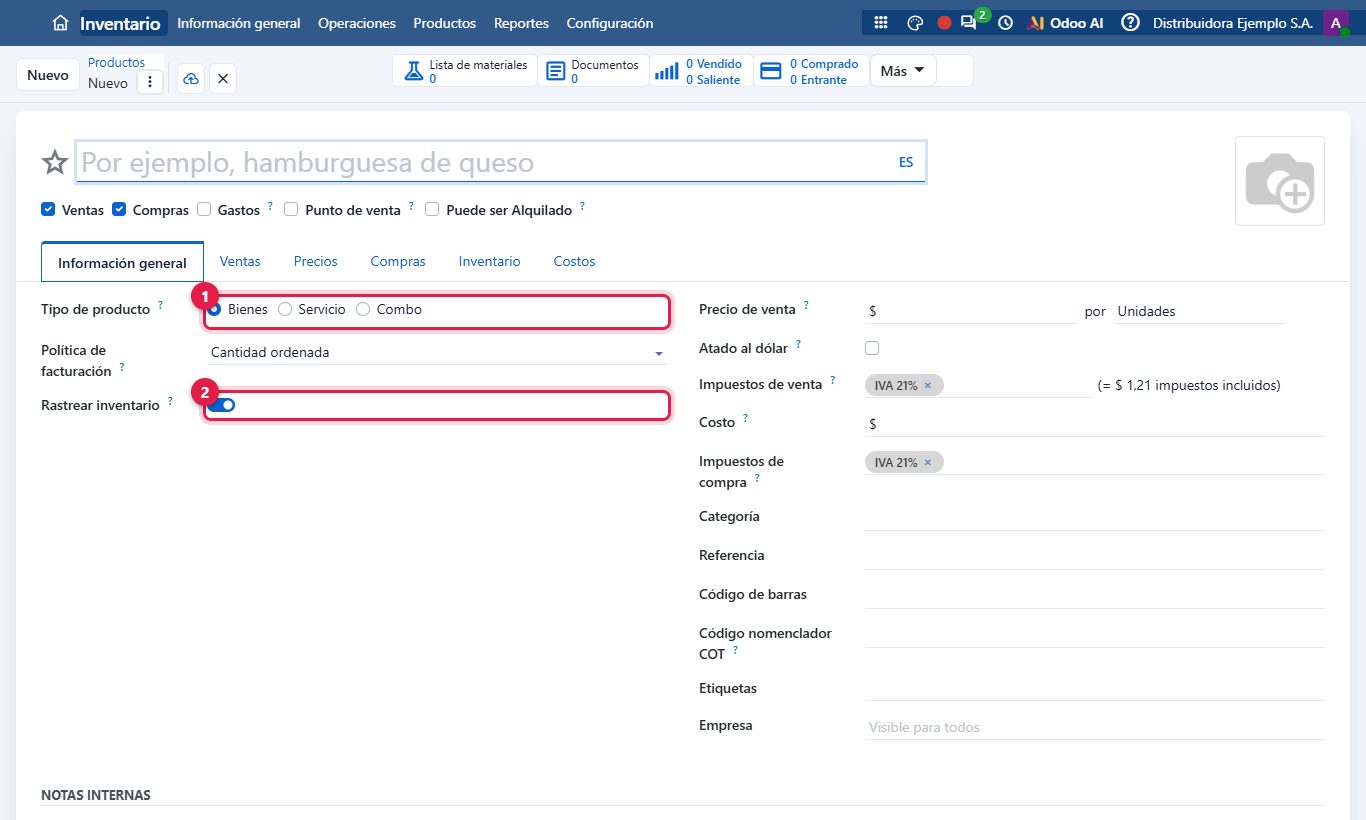 Inventario Información general Operaciones Productos Reportes Configuración 2 Odoo AI Distribuidora Ejemplo S.A. A
Nuevo
Productos
Nuevo
Lista de materiales
0
Documentos
0
0 Vendido
0 Saliente
0 Comprado
0 Entrante
Más
Por ejemplo, hamburguesa de queso ES
Ventas Compras Gastos ? Punto de venta ? Puede ser Alquilado ?
Información general Ventas Precios Compras Inventario Costos
Tipo de producto ? 1 Bienes Servicio Combo
Política de
facturación ?
Cantidad ordenada
Rastrear inventario ? 2
Precio de venta ? $ por Unidades
Atado al dólar ?
Impuestos de venta ? IVA 21% × (= $ 1,21 impuestos incluidos)
Costo ? $
Impuestos de
compra ?
IVA 21% ×
Categoría
Referencia
Código de barras
Código nomenclador
COT ?
Etiquetas
Empresa Visible para todos
NOTAS INTERNAS